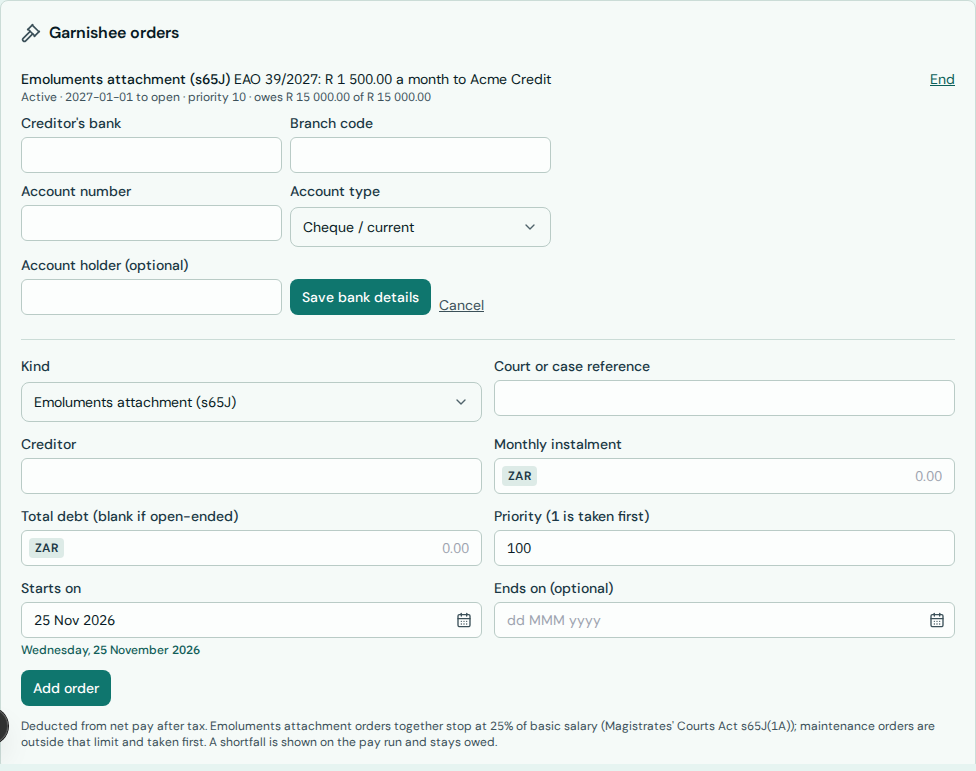 Garnishee orders
Emoluments attachment (s65J) EAO 39/2027: R 1 500.00 a month to Acme Credit
End
Active · 2027-01-01 to open · priority 10 · owes R 15 000.00 of R 15 000.00
Creditor's bank
Branch code
Account number
Account type
Cheque / current
Account holder (optional)
Save bank details
Cancel
Kind
Court or case reference
Emoluments attachment (s65J)
Creditor
Monthly instalment
ZAR
0.00
Total debt (blank if open-ended)
Priority (1 is taken first)
ZAR
0.00
100
Starts on
Ends on (optional)
25 Nov 2026
dd MMM yyyy
Wednesday, 25 November 2026
Add order
Deducted from net pay after tax. Emoluments attachment orders together stop at 25% of basic salary (Magistrates' Courts Act s65J(1A)); maintenance orders are
outside that limit and taken first. A shortfall is shown on the pay run and stays owed.